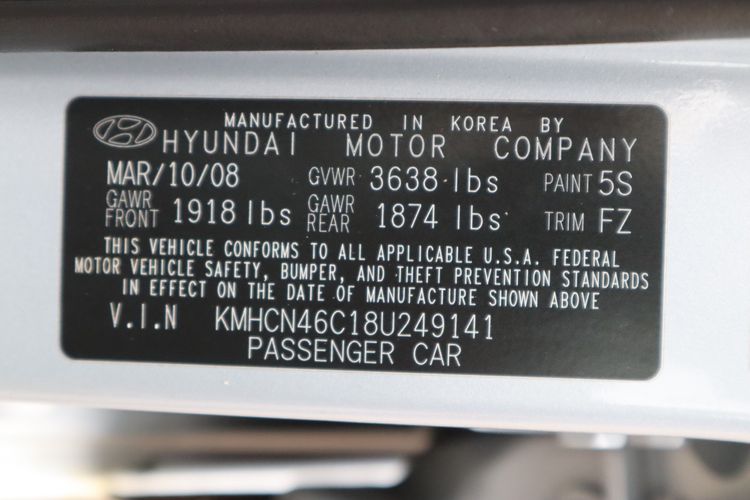 MANUFACTURED IN KOREA BY
HYUNDAI MOTOR COMPANY
MAR/10/08 GVWR 3638 lbs PAINT 5S
GAWR FRONT 1918 lbs GAWR REAR 1874 lbs TRIM FZ
THIS VEHICLE CONFORMS TO ALL APPLICABLE U.S.A. FEDERAL
MOTOR VEHICLE SAFETY, BUMPER, AND THEFT PREVENTION STANDARDS
IN EFFECT ON THE DATE OF MANUFACTURE SHOWN ABOVE
V.I.N KMHCN46C18U249141
PASSENGER CAR